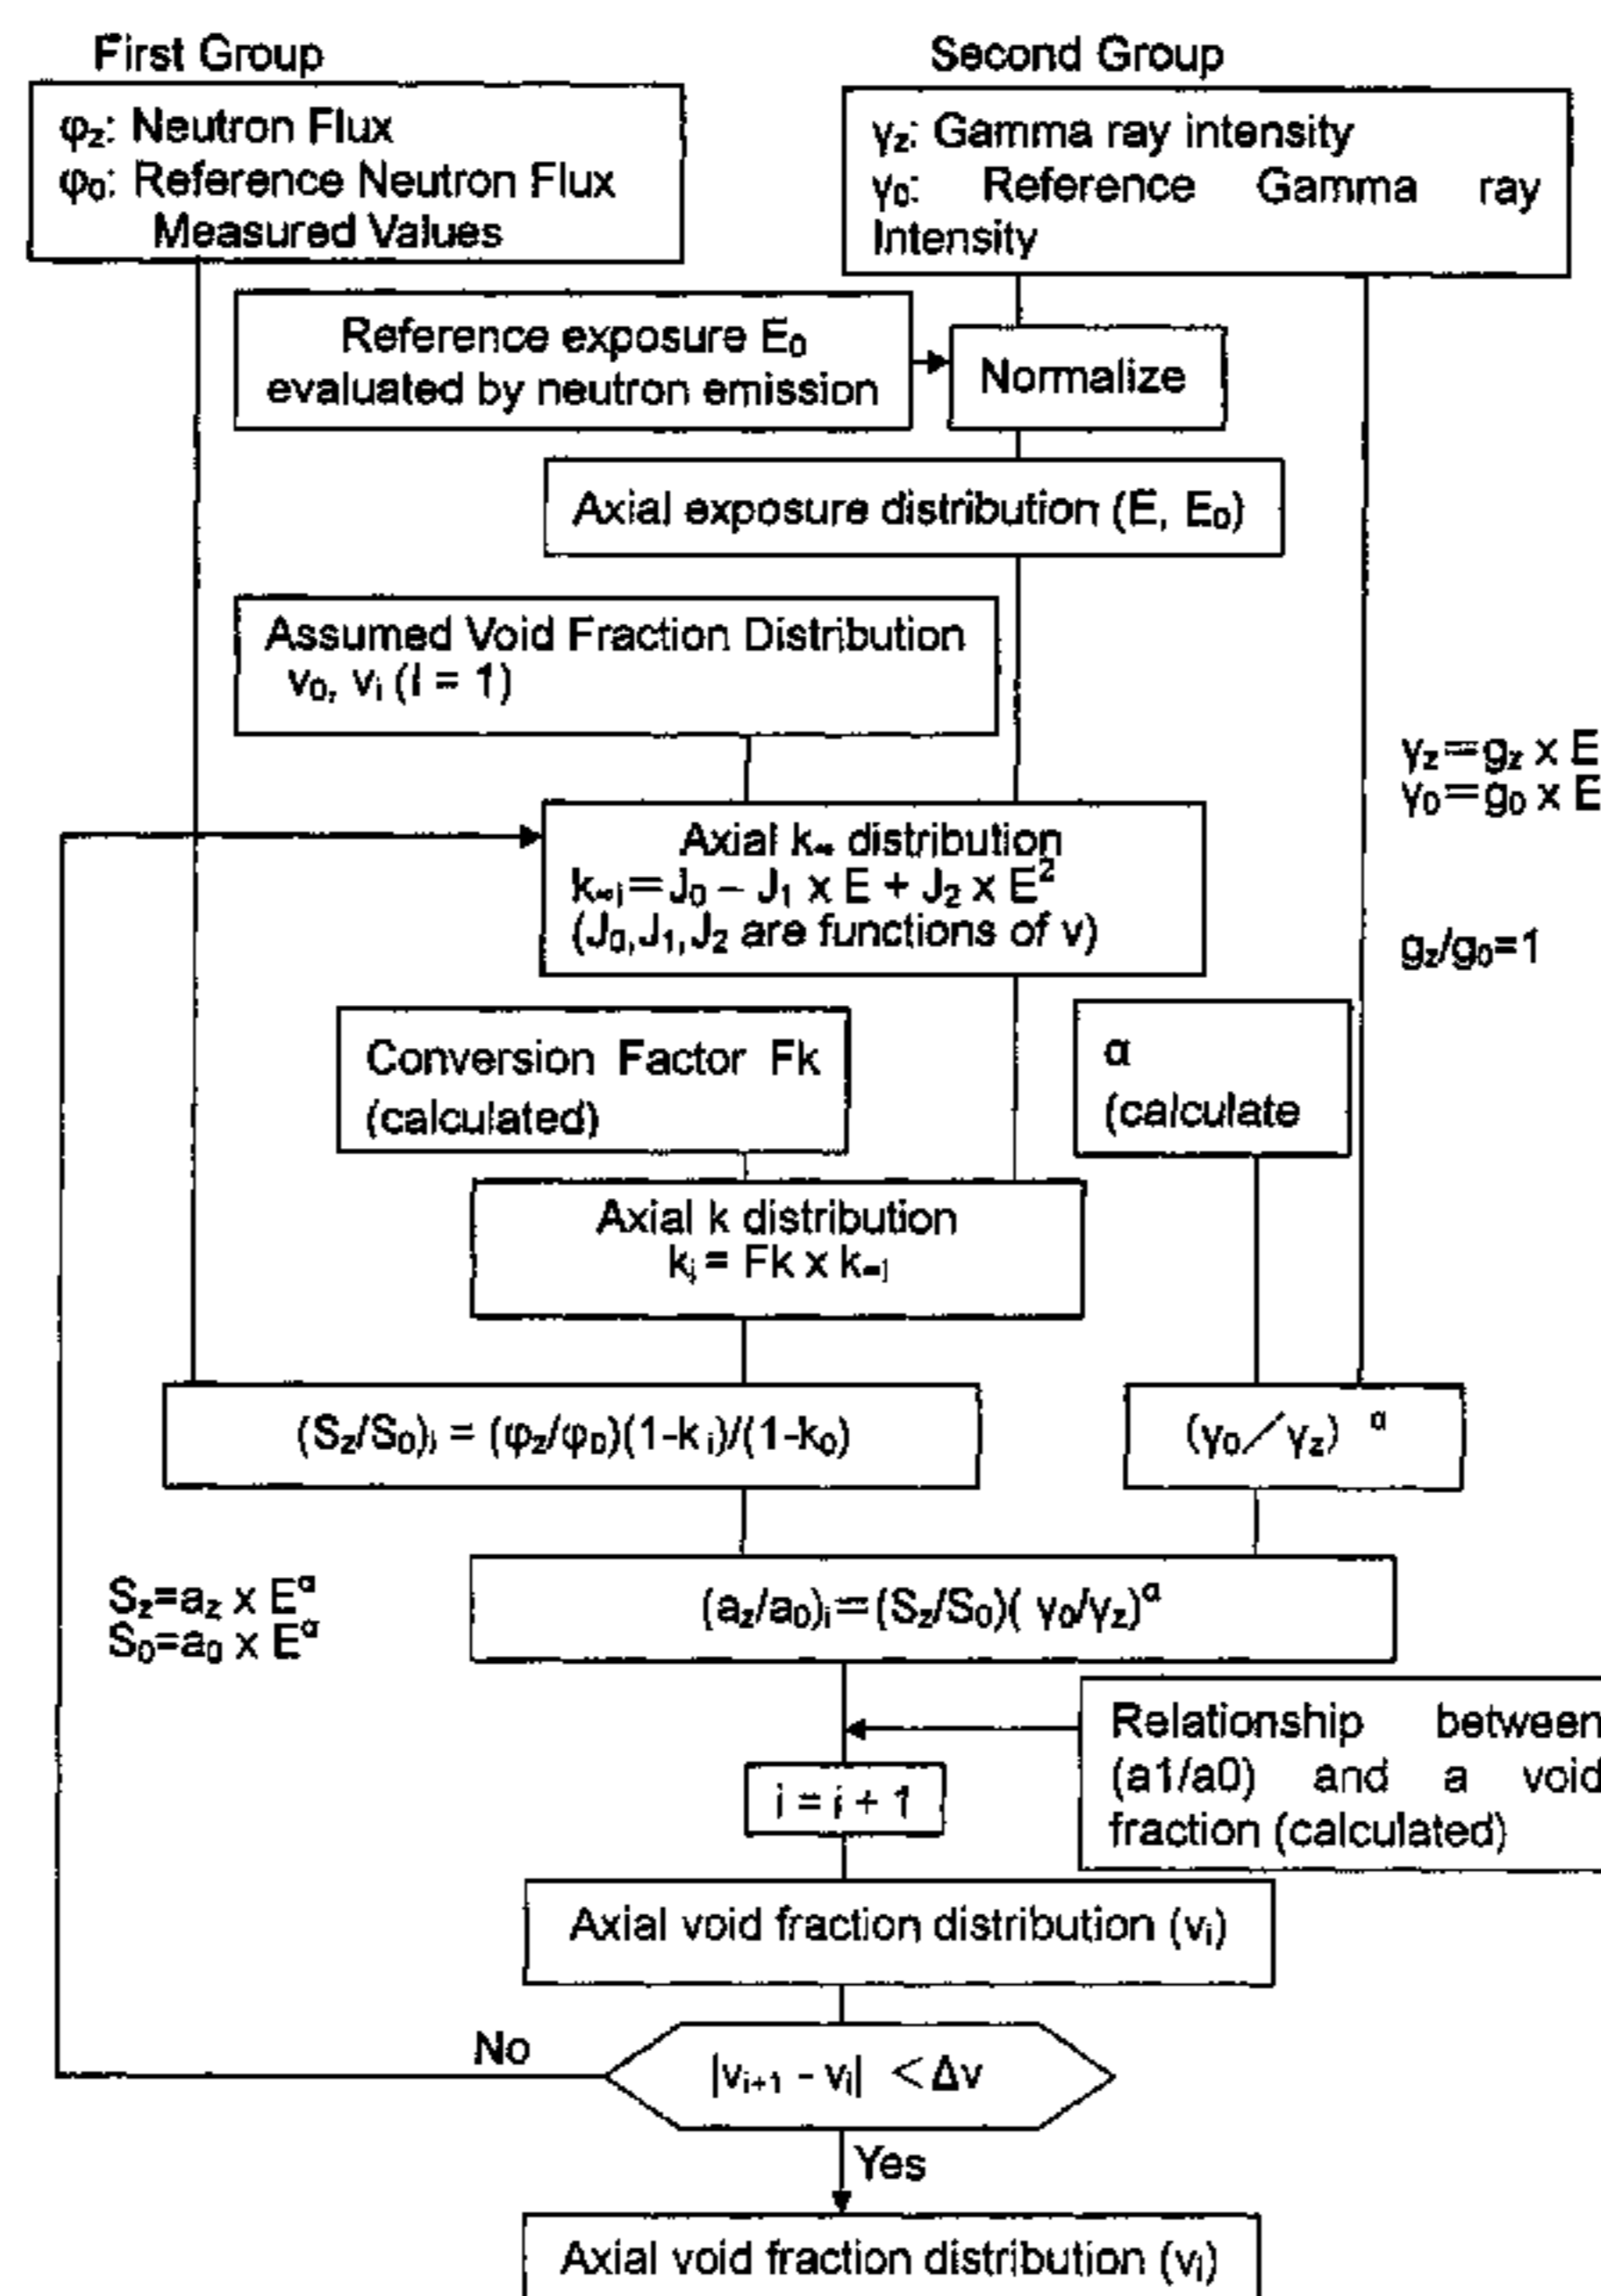 First Group
φz: Neutron Flux
φ0: Reference Neutron Flux
Measured Values
Second Group
γz: Gamma ray intensity
γ0: Reference Gamma ray
Intensity
Reference exposure E0
evaluated by neutron emission
Normalize
Axial exposure distribution (E, E0)
Assumed Void Fraction Distribution
v0, vi (I = 1)
γz=gz x E
γ0=g0 x E
Axial k∞ distribution
k∞i=J0 – J1 x E + J2 x E²
(J0,J1,J2 are functions of v)
gz/g0=1
Conversion Factor Fk
(calculated)
α
(calculate
Axial k distribution
ki = Fk x k∞i
(Sz/S0)i = (φz/φ0)(1-ki)/(1-k0)
(γ0/γz) α
Sz=az x Eα
S0=a0 x Eα
(az/a0)i=(Sz/S0)( γ0/γz)α
Relationship between
(a1/a0) and a void
fraction (calculated)
i = i + 1
Axial void fraction distribution (vi)
No
|vi+1 - vi| <Δv
Yes
Axial void fraction distribution (vi)